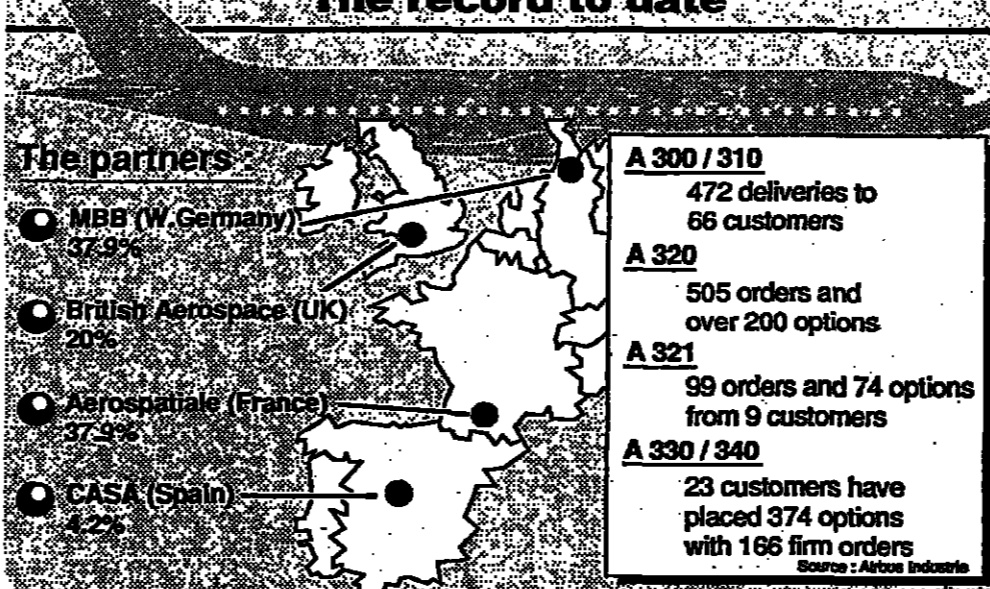 The record to date
The partners
MBB (W.Germany)
37.9%
British Aerospace (UK)
20%
Aerospatiale (France)
37.9%
CASA (Spain)
4.2%
A 300 / 310
472 deliveries to
66 customers
A 320
505 orders and
over 200 options
A 321
99 orders and 74 options
from 9 customers
A 330 / 340
23 customers have
placed 374 options
with 166 firm orders
Source : Airbus Industrie